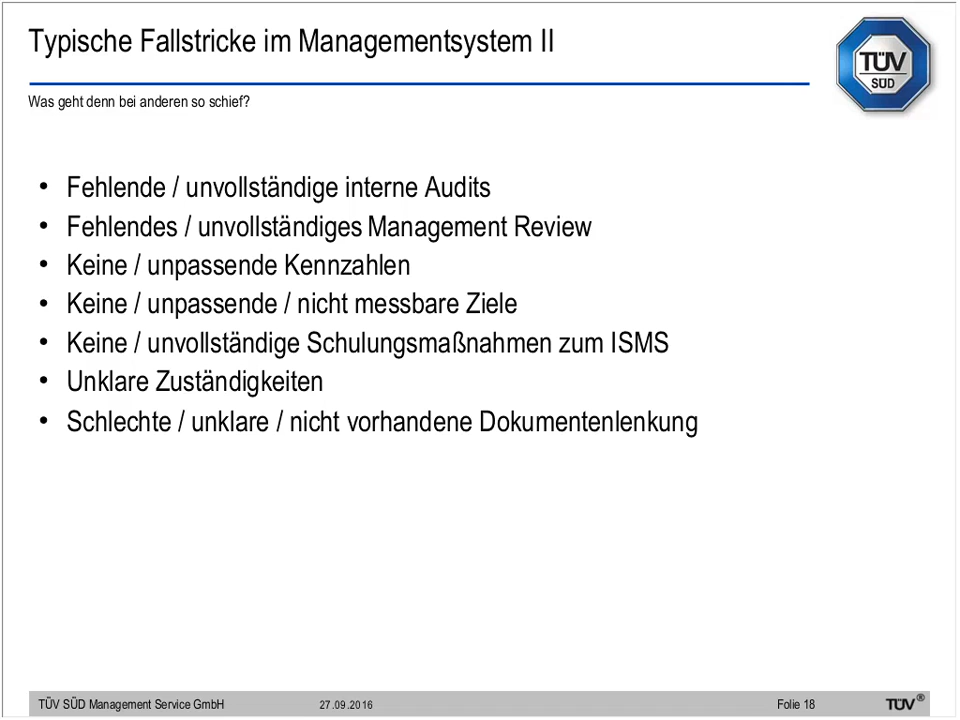 Typische Fallstricke im Managementsystem II
TÜV
SÜD
Was geht denn bei anderen so schief?
• Fehlende / unvollständige interne Audits
• Fehlendes / unvollständiges Management Review
• Keine / unpassende Kennzahlen
• Keine / unpassende / nicht messbare Ziele
• Keine / unvollständige Schulungsmaßnahmen zum ISMS
• Unklare Zuständigkeiten
• Schlechte / unklare / nicht vorhandene Dokumentenlenkung
TÜV SÜD Management Service GmbH 27.09.2016 Folie 18 TÜV®